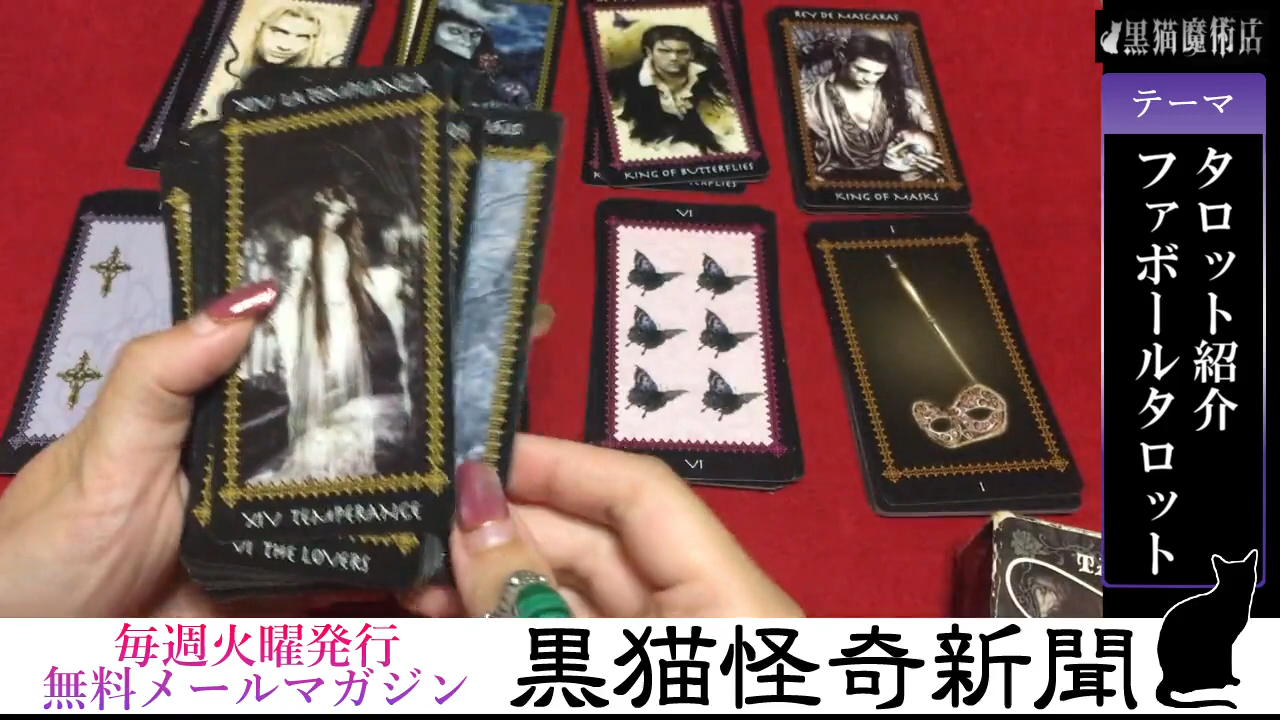 XIV LA TEMPERANCIA
XIV TEMPERANCE
VI THE LOVERS
KING OF BUTTERFLIES
REY DE MASCARAS
KING OF MASKS
VI
VI
I
I
黒猫魔術店
テーマ
タロット紹介
ファボールタロット
毎週火曜発行
無料メールマガジン
黒猫怪奇新聞